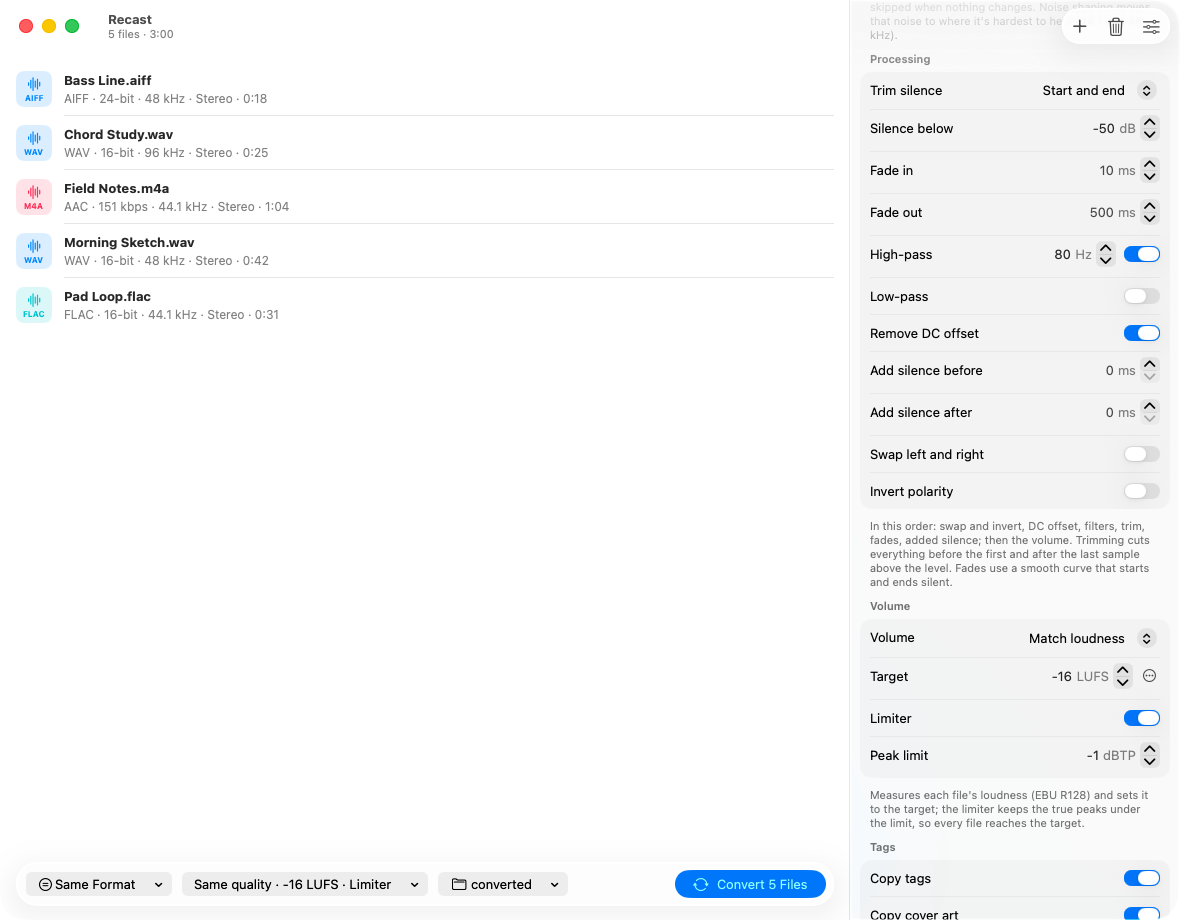 Recast
5 files · 3:00
AIFF
Bass Line.aiff
AIFF · 24-bit · 48 kHz · Stereo · 0:18
WAV
Chord Study.wav
WAV · 16-bit · 96 kHz · Stereo · 0:25
M4A
Field Notes.m4a
AAC · 151 kbps · 44.1 kHz · Stereo · 1:04
WAV
Morning Sketch.wav
WAV · 16-bit · 48 kHz · Stereo · 0:42
FLAC
Pad Loop.flac
FLAC · 16-bit · 44.1 kHz · Stereo · 0:31
Same Format
Same quality · -16 LUFS · Limiter
converted
Convert 5 Files
skipped when nothing changes. Noise shaping moves
that noise to where it's hardest to
kHz).
Processing
Trim silence Start and end
Silence below -50 dB
Fade in 10 ms
Fade out 500 ms
High-pass 80 Hz
Low-pass
Remove DC offset
Add silence before 0 ms
Add silence after 0 ms
Swap left and right
Invert polarity
In this order: swap and invert, DC offset, filters, trim,
fades, added silence; then the volume. Trimming cuts
everything before the first and after the last sample
above the level. Fades use a smooth curve that starts
and ends silent.
Volume
Volume Match loudness
Target -16 LUFS
Limiter
Peak limit -1 dBTP
Measures each file's loudness (EBU R128) and sets it
to the target; the limiter keeps the true peaks under
the limit, so every file reaches the target.
Tags
Copy tags
Copy cover art